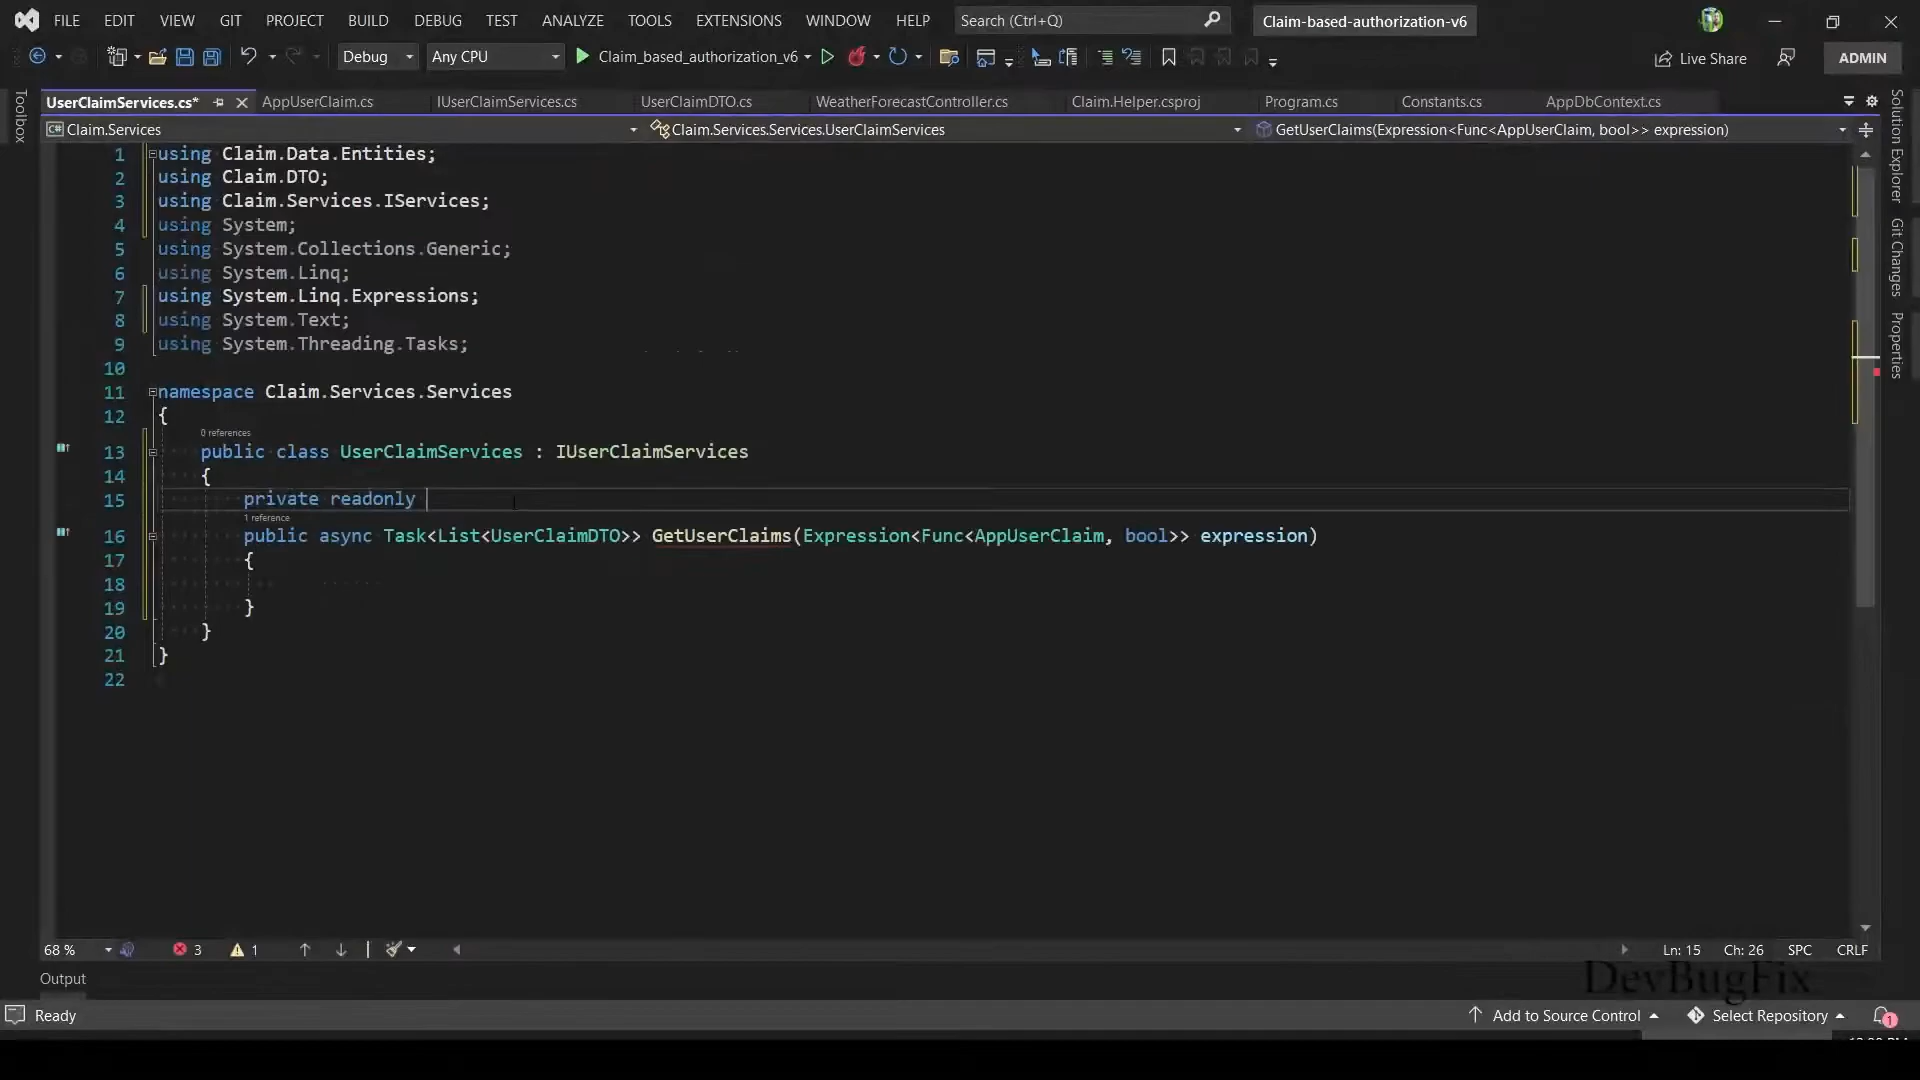 FILE EDIT VIEW GIT PROJECT BUILD DEBUG TEST ANALYZE TOOLS EXTENSIONS WINDOW HELP Search (Ctrl+Q) Claim-based-authorization-v6
Debug Any CPU Claim_based_authorization_v6 Live Share ADMIN
UserClaimServices.cs* AppUserClaim.cs IUserClaimServices.cs UserClaimDTO.cs WeatherForecastController.cs Claim.Helper.csproj Program.cs Constants.cs AppDbContext.cs
C# Claim.Services Claim.Services.Services.UserClaimServices GetUserClaims(Expression<Func<AppUserClaim, bool>> expression)
Toolbox
Solution Explorer
Git Changes
Properties
1 using Claim.Data.Entities;
2 using Claim.DTO;
3 using Claim.Services.IServices;
4 using System;
5 using System.Collections.Generic;
6 using System.Linq;
7 using System.Linq.Expressions;
8 using System.Text;
9 using System.Threading.Tasks;
10
11 namespace Claim.Services.Services
12 {
0 references
13 public class UserClaimServices : IUserClaimServices
14 {
15 private readonly
1 reference
16 public async Task<List<UserClaimDTO>> GetUserClaims(Expression<Func<AppUserClaim, bool>> expression)
17 {
18
19 }
20 }
21 }
22
68 % 3 1 Ln: 15 Ch: 26 SPC CRLF
Output
DevBugFix
Ready Add to Source Control Select Repository 1